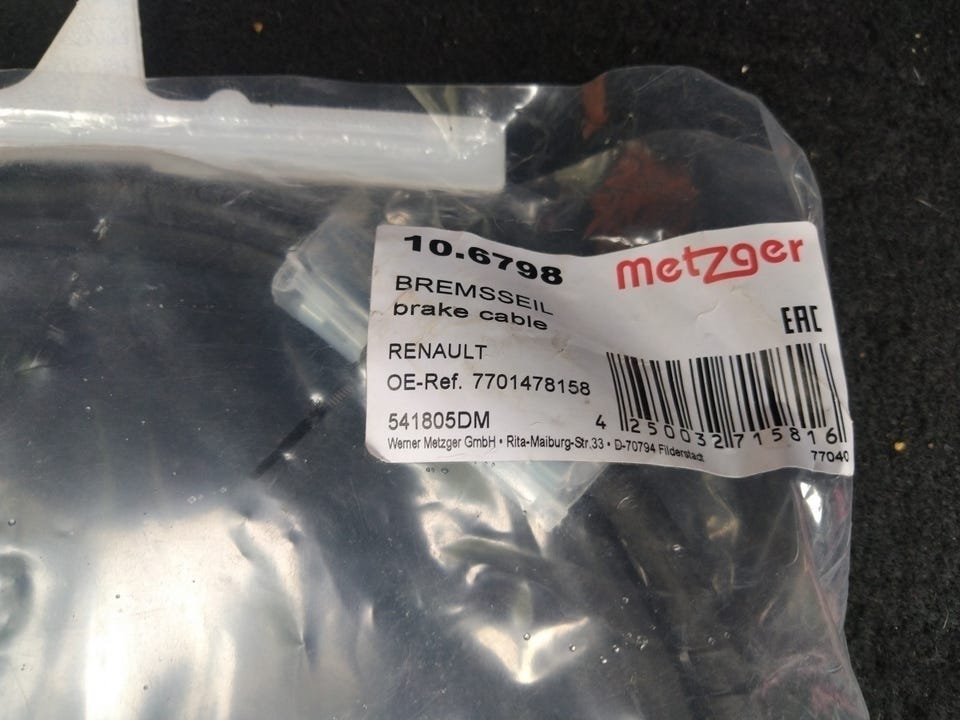 10.6798
metzger
BREMSSEIL
brake cable
EAC
RENAULT
OE-Ref. 7701478158
541805DM
4 250032 715816
Werner Metzger GmbH • Rita-Maiburg-Str.33 • D-70794 Filderstadt
77040